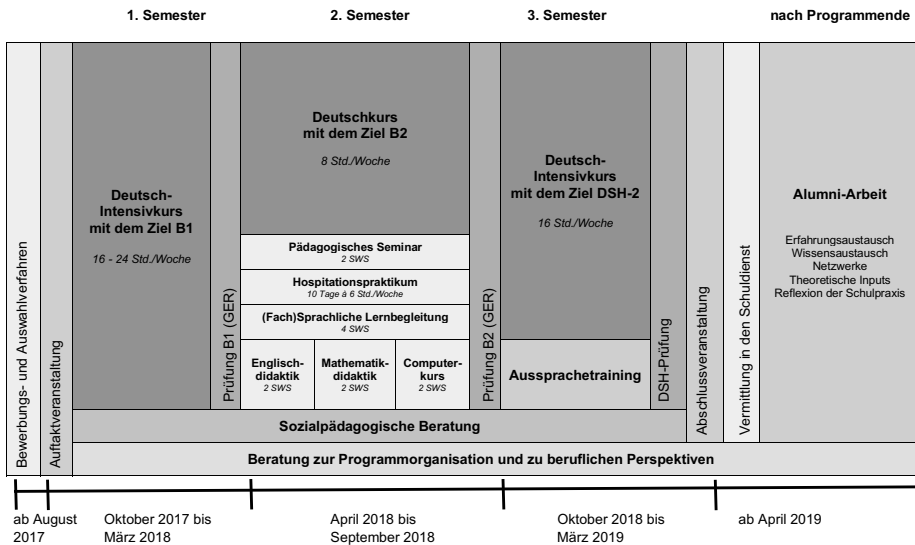 1. Semester
2. Semester
3. Semester
nach Programmende
Bewerbungs- und Auswahlverfahren
Auftaktveranstaltung
Deutsch-
Intensivkurs
mit dem Ziel B1
16 - 24 Std./Woche
Prüfung B1 (GER)
Deutschkurs
mit dem Ziel B2
8 Std./Woche
Pädagogisches Seminar
2 SWS
Hospitationspraktikum
10 Tage à 6 Std./Woche
(Fach)Sprachliche Lernbegleitung
4 SWS
Englisch-
didaktik
2 SWS
Mathematik-
didaktik
2 SWS
Computer-
kurs
2 SWS
Prüfung B2 (GER)
Deutsch-
Intensivkurs
mit dem Ziel DSH-2
16 Std./Woche
Aussprachetraining
DSH-Prüfung
Abschlussveranstaltung
Vermittlung in den Schuldienst
Alumni-Arbeit
Erfahrungsaustausch
Wissensaustausch
Netzwerke
Theoretische Inputs
Reflexion der Schulpraxis
Sozialpädagogische Beratung
Beratung zur Programmorganisation und zu beruflichen Perspektiven
ab August
2017
Oktober 2017 bis
März 2018
April 2018 bis
September 2018
Oktober 2018 bis
März 2019
ab April 2019